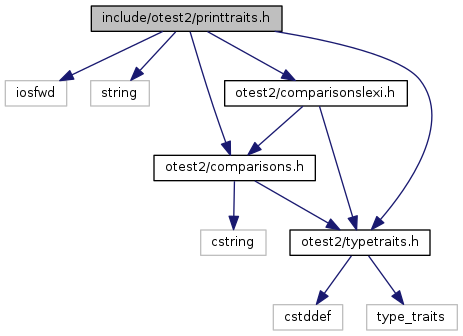 include/otest2/printtraits.h
iosfwd
string
otest2/comparisonslexi.h
otest2/comparisons.h
cstring
otest2/typetraits.h
cstddef
type_traits